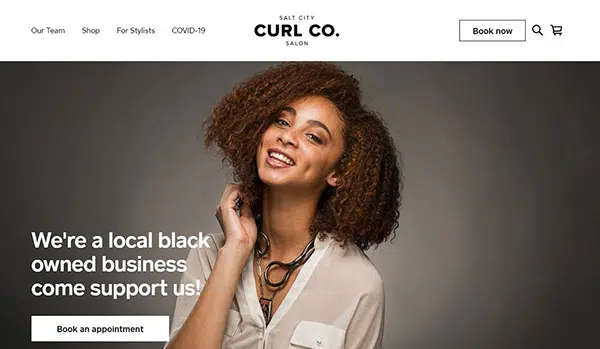 Our Team
Shop
For Stylists
COVID-19
SALT CITY
CURL CO.
SALON
Book now
We're a local black
owned business
come support us!
Book an appointment